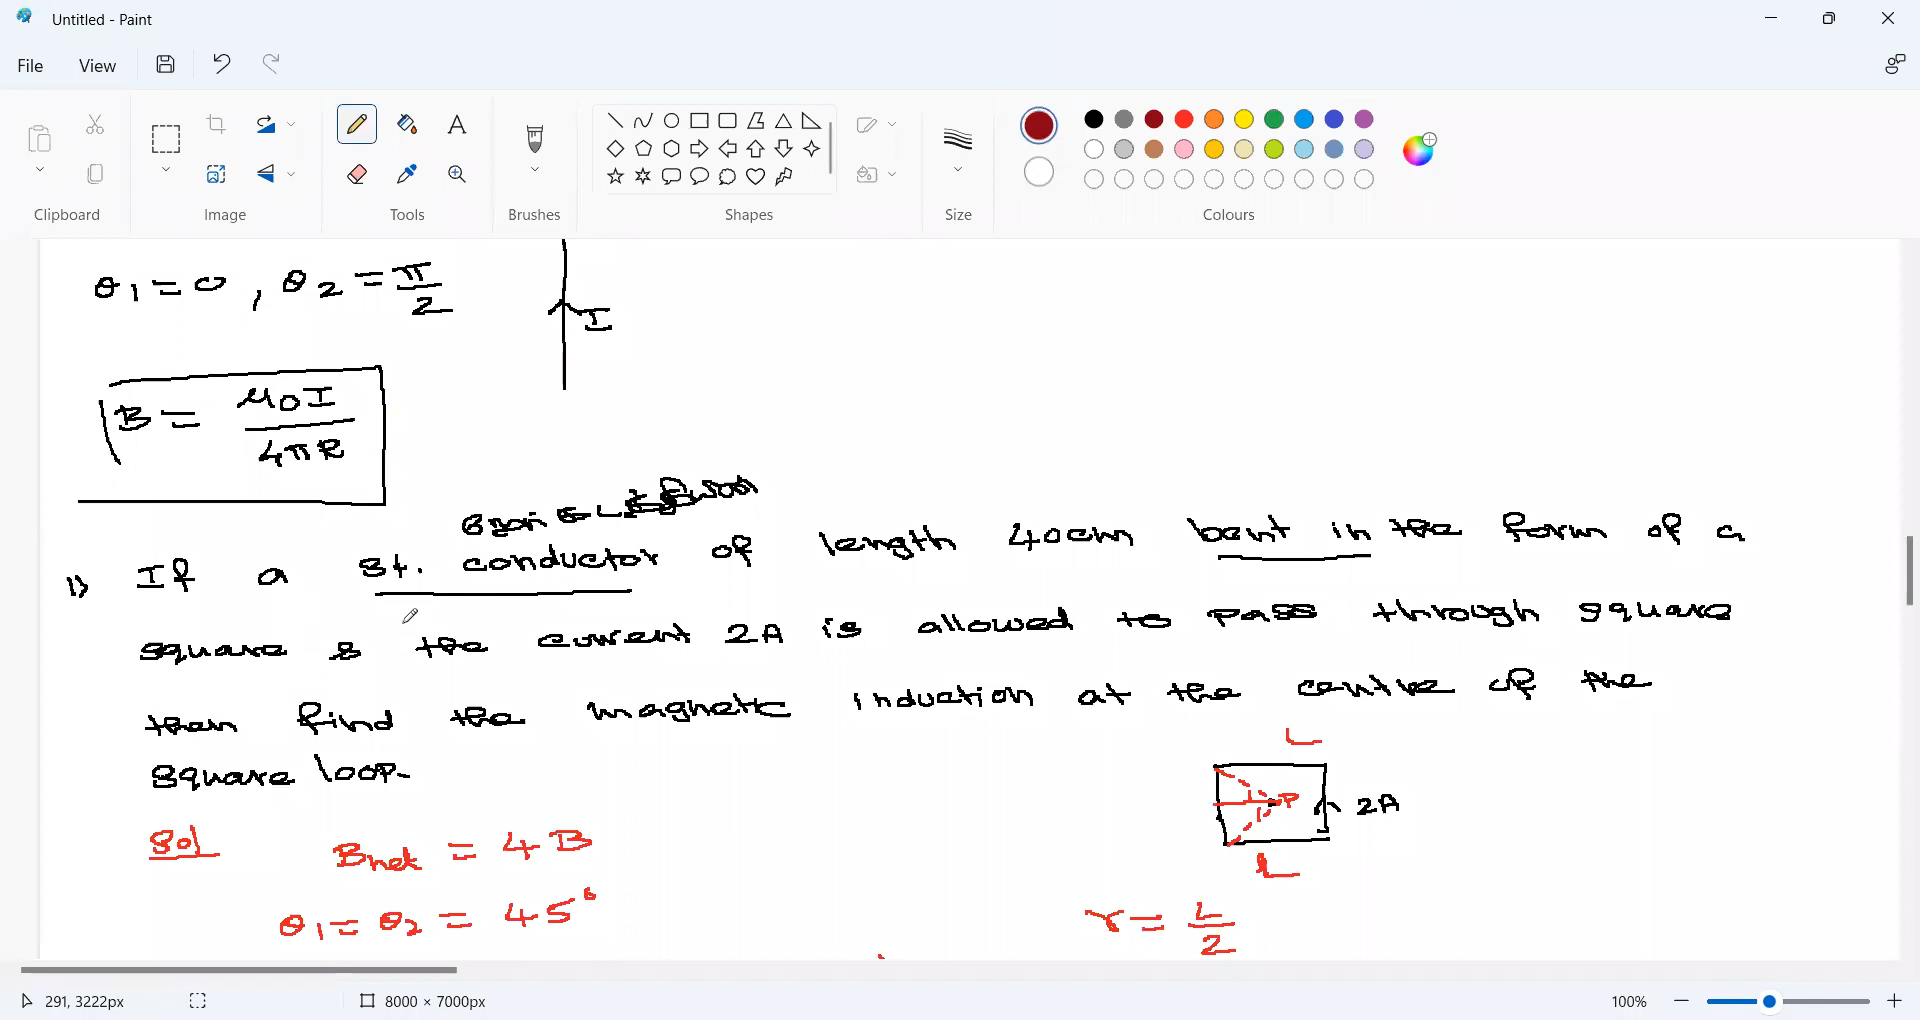 Untitled - Paint
File View
Clipboard Image Tools Brushes Shapes Size Colours
θ1 = 0 , θ2 = π/2
I
B = μ0I / 4πR
1) If a st. conductor of length 40cm bent in the form of a
square & the current 2A is allowed to pass through square
then find the magnetic induction at the centre of the
square loop.
L
P 2A
L
Sol Bnet = 4B
θ1 = θ2 = 45°
r = L/2
291, 3222px 8000 × 7000px 100%